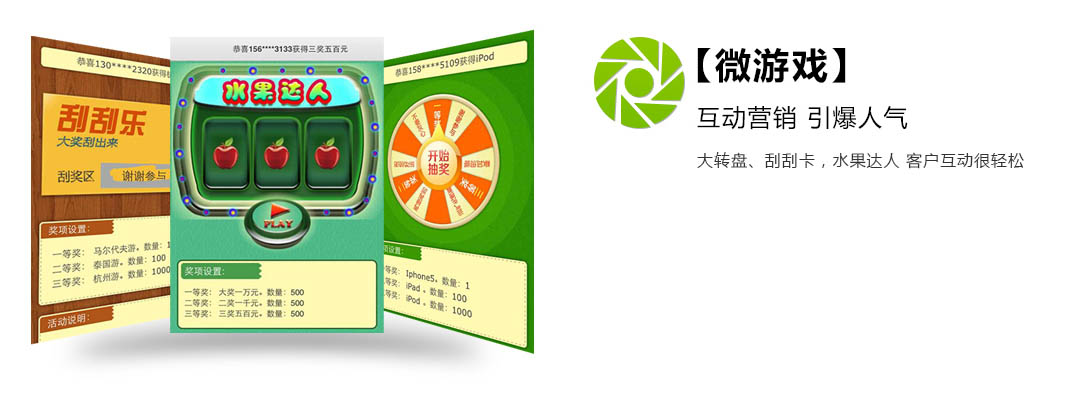 恭喜130****2320获得
刮刮乐
大奖刮出来
刮奖区 谢谢参与
奖项设置:
一等奖: 马尔代夫游。数量:1
二等奖: 泰国游。数量:100
三等奖: 杭州游。数量:1000
活动说明:
恭喜156****3133获得三奖五百元
水果达人
PLAY
奖项设置:
一等奖: 大奖一万元。数量:500
二等奖: 二奖一千元。数量:500
三等奖: 三奖五百元。数量:500
恭喜158****5109获得iPod
一等奖
开始
抽奖
二等奖
三等奖
项设置:
等奖: Iphone5。数量:1
等奖: iPad 。数量:100
等奖: iPod 。数量:1000
【微游戏】
互动营销 引爆人气
大转盘、刮刮卡，水果达人 客户互动很轻松